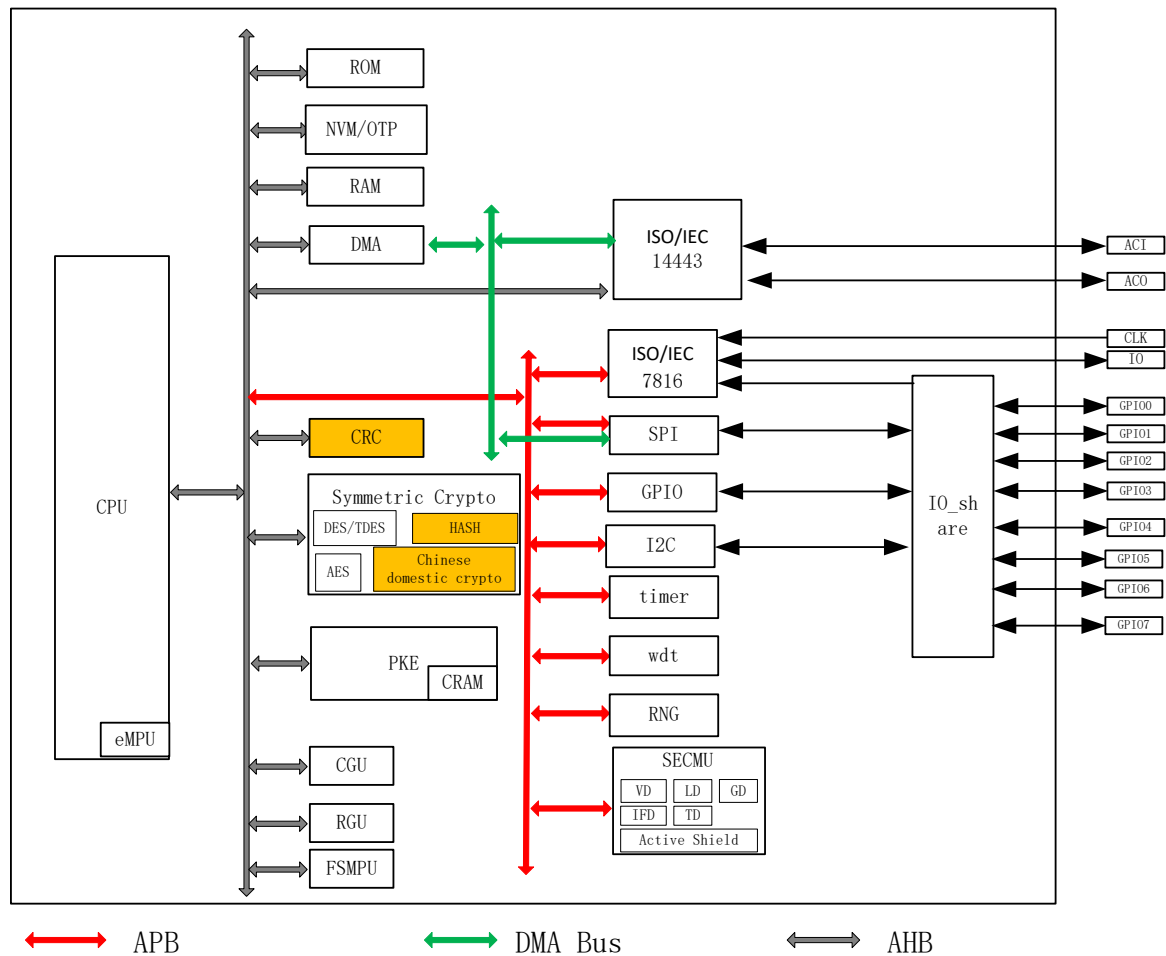 ROM
NVM/OTP
RAM
DMA
ISO/IEC
14443
ACI
ACO
ISO/IEC
7816
CLK
IO
CRC
SPI
GPIO
I2C
timer
wdt
RNG
IO_sh
are
GPIO0
GPIO1
GPIO2
GPIO3
GPIO4
GPIO5
GPIO6
GPIO7
CPU
eMPU
Symmetric Crypto
DES/TDES
HASH
AES
Chinese
domestic crypto
PKE
CRAM
CGU
RGU
FSMPU
SECMU
VD
LD
GD
IFD
TD
Active Shield
APB
DMA Bus
AHB